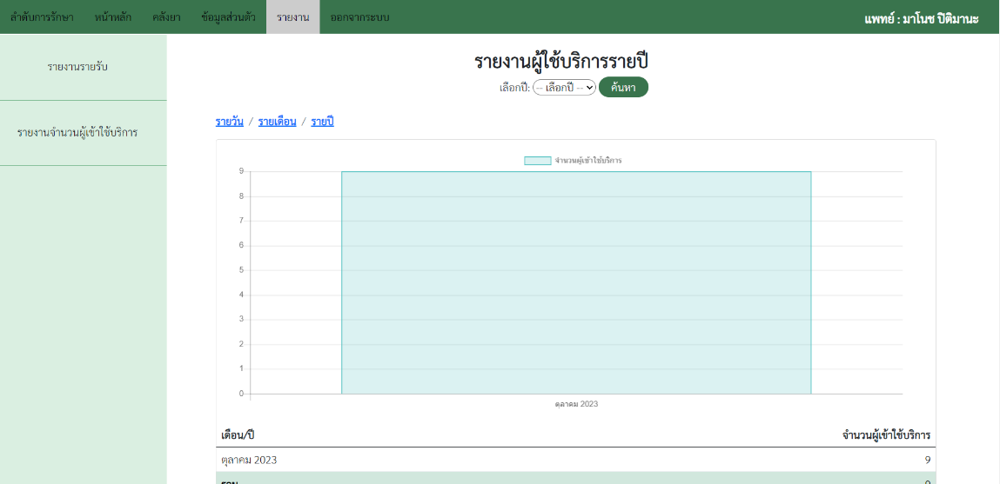 ลำดับการรักษา หน้าหลัก คลังยา ข้อมูลส่วนตัว รายงาน ออกจากระบบ แพทย์ : มาโนช ปิติมานะ
รายงานรายรับ
รายงานจำนวนผู้เข้าใช้บริการ
รายงานผู้ใช้บริการรายปี
เลือกปี: -- เลือกปี -- ค้นหา
รายวัน / รายเดือน / รายปี
จำนวนผู้เข้าใช้บริการ
9
8
7
6
5
4
3
2
1
0
ตุลาคม 2023
เดือน/ปี จำนวนผู้เข้าใช้บริการ
ตุลาคม 2023 9